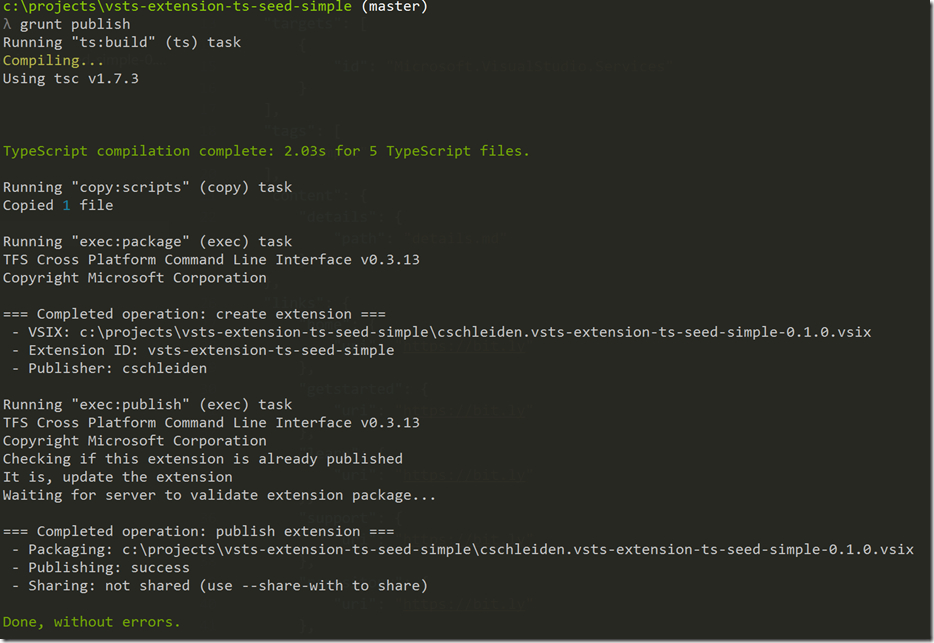 c:\projects\vsts-extension-ts-seed-simple (master)
λ grunt publish
Running "ts:build" (ts) task
Compiling...
Using tsc v1.7.3
TypeScript compilation complete: 2.03s for 5 TypeScript files.
Running "copy:scripts" (copy) task
Copied 1 file
Running "exec:package" (exec) task
TFS Cross Platform Command Line Interface v0.3.13
Copyright Microsoft Corporation
=== Completed operation: create extension ===
- VSIX: c:\projects\vsts-extension-ts-seed-simple\cschleiden.vsts-extension-ts-seed-simple-0.1.0.vsix
- Extension ID: vsts-extension-ts-seed-simple
- Publisher: cschleiden
Running "exec:publish" (exec) task
TFS Cross Platform Command Line Interface v0.3.13
Copyright Microsoft Corporation
Checking if this extension is already published
It is, update the extension
Waiting for server to validate extension package...
=== Completed operation: publish extension ===
- Packaging: c:\projects\vsts-extension-ts-seed-simple\cschleiden.vsts-extension-ts-seed-simple-0.1.0.vsix
- Publishing: success
- Sharing: not shared (use --share-with to share)
Done, without errors.